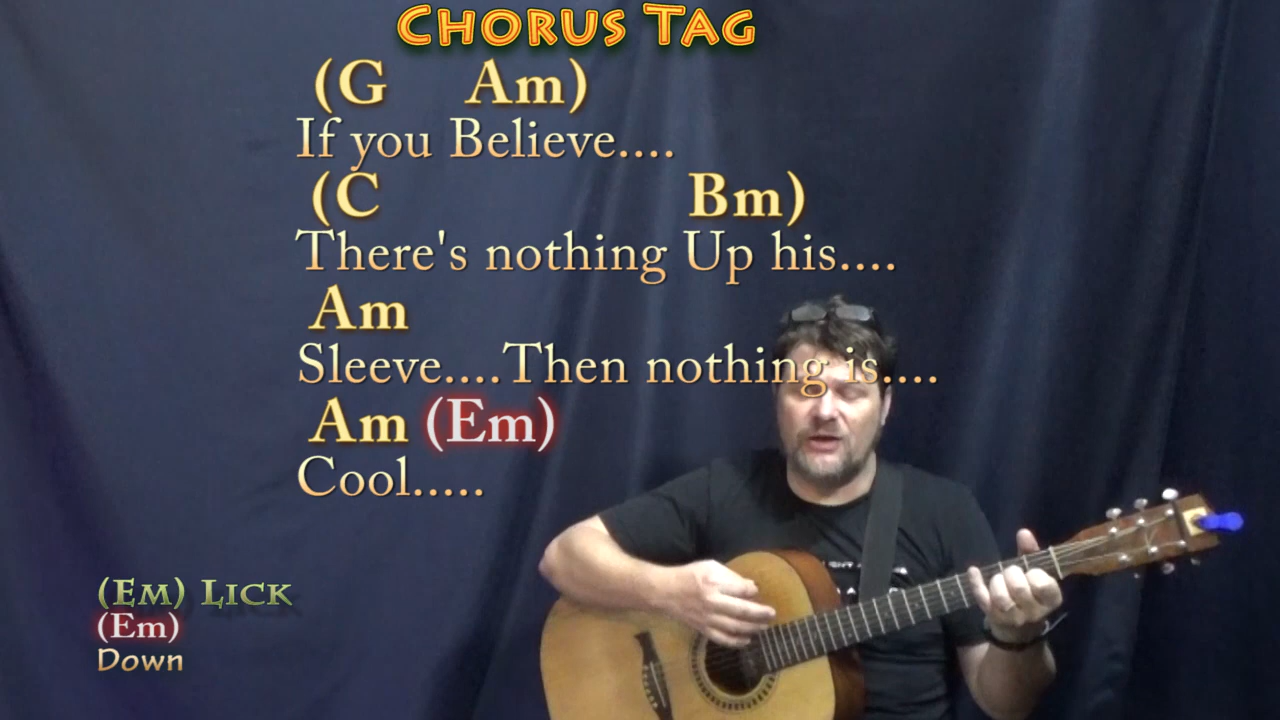 Chorus Tag
(G Am)
If you Believe....
(C Bm)
There's nothing Up his....
Am
Sleeve....Then nothing is....
Am (Em)
Cool.....
(Em) Lick
(Em)
Down